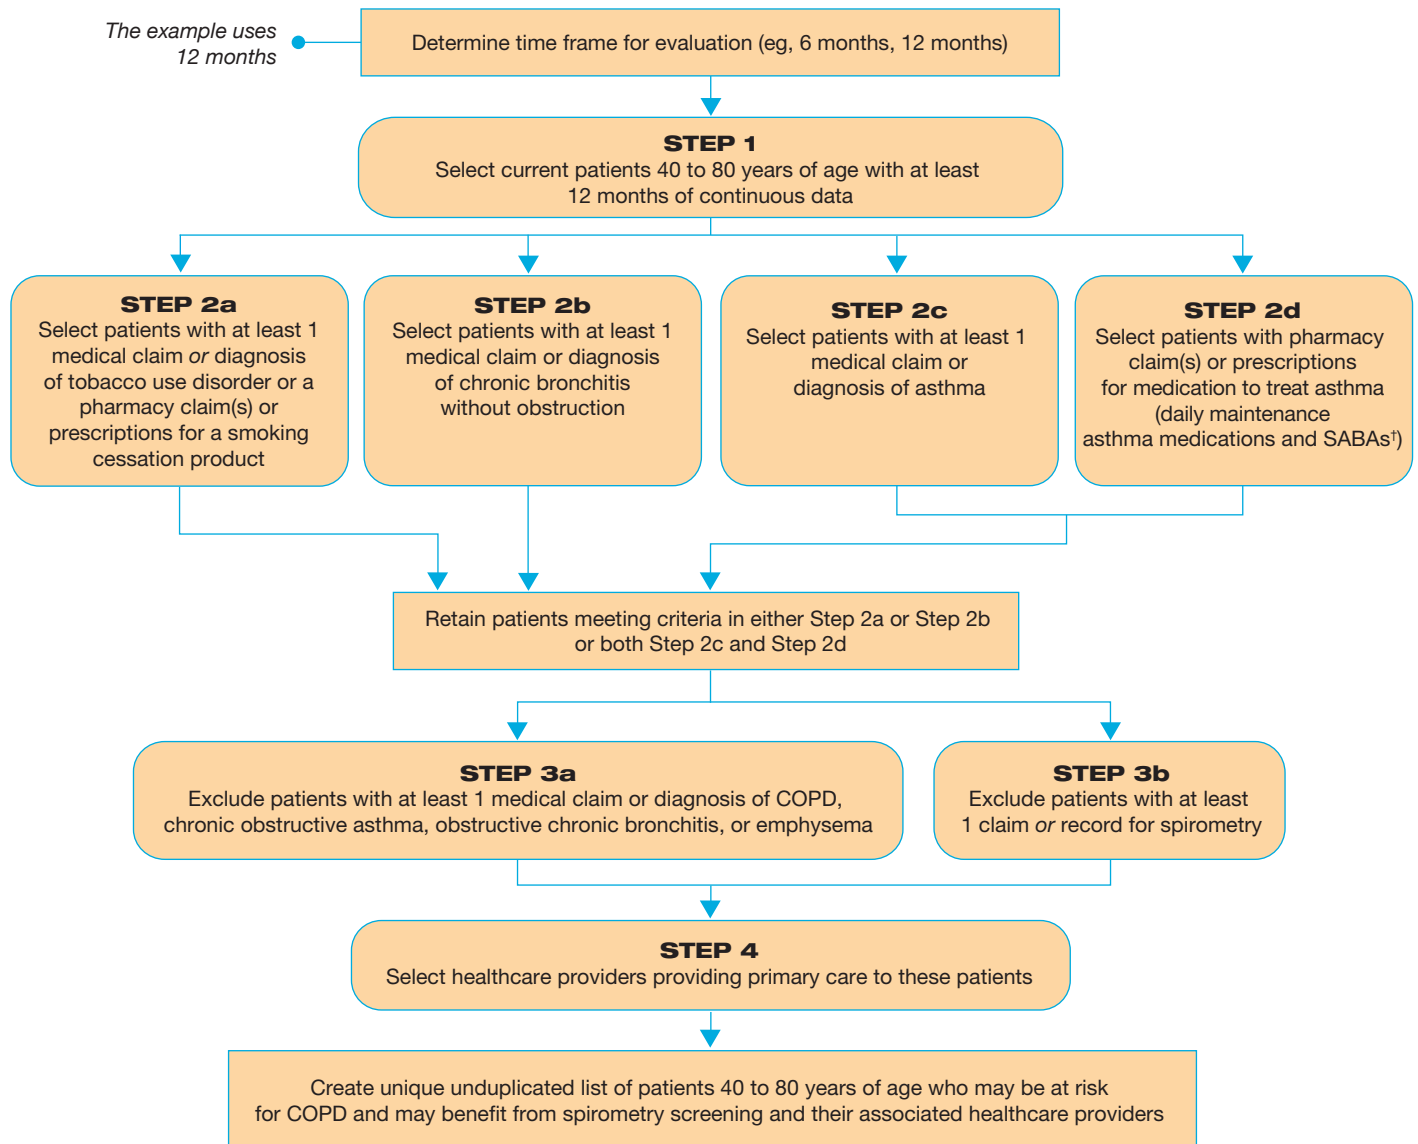 The example uses
12 months
Determine time frame for evaluation (eg, 6 months, 12 months)
STEP 1
Select current patients 40 to 80 years of age with at least
12 months of continuous data
STEP 2a
Select patients with at least 1
medical claim or diagnosis
of tobacco use disorder or a
pharmacy claim(s) or
prescriptions for a smoking
cessation product
STEP 2b
Select patients with at least 1
medical claim or diagnosis
of chronic bronchitis
without obstruction
STEP 2c
Select patients with at least 1
medical claim or
diagnosis of asthma
STEP 2d
Select patients with pharmacy
claim(s) or prescriptions
for medication to treat asthma
(daily maintenance
asthma medications and SABAs†)
Retain patients meeting criteria in either Step 2a or Step 2b
or both Step 2c and Step 2d
STEP 3a
Exclude patients with at least 1 medical claim or diagnosis of COPD,
chronic obstructive asthma, obstructive chronic bronchitis, or emphysema
STEP 3b
Exclude patients with at least
1 claim or record for spirometry
STEP 4
Select healthcare providers providing primary care to these patients
Create unique unduplicated list of patients 40 to 80 years of age who may be at risk
for COPD and may benefit from spirometry screening and their associated healthcare providers